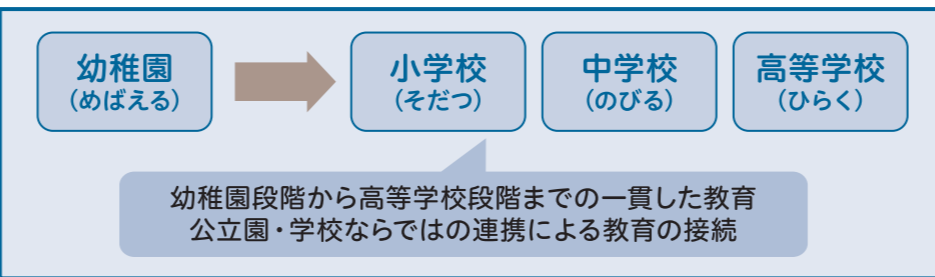 幼稚園
（めばえる）
小学校
（そだつ）
中学校
（のびる）
高等学校
（ひらく）
幼稚園段階から高等学校段階までの一貫した教育
公立園・学校ならではの連携による教育の接続